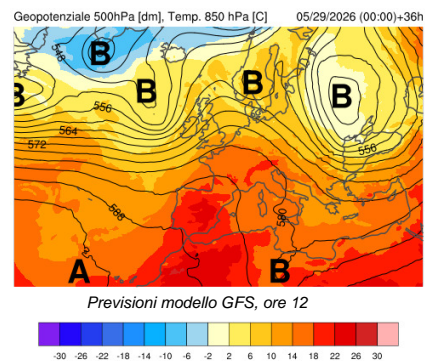 Geopotenziale 500hPa [dm], Temp. 850 hPa [C] 05/29/2026 (00:00)+36h
548
B
B
B
B
B
556
564
572
556
588
580
A
B
Previsioni modello GFS, ore 12
-30 -26 -22 -18 -14 -10 -6 -2 2 6 10 14 18 22 26 30